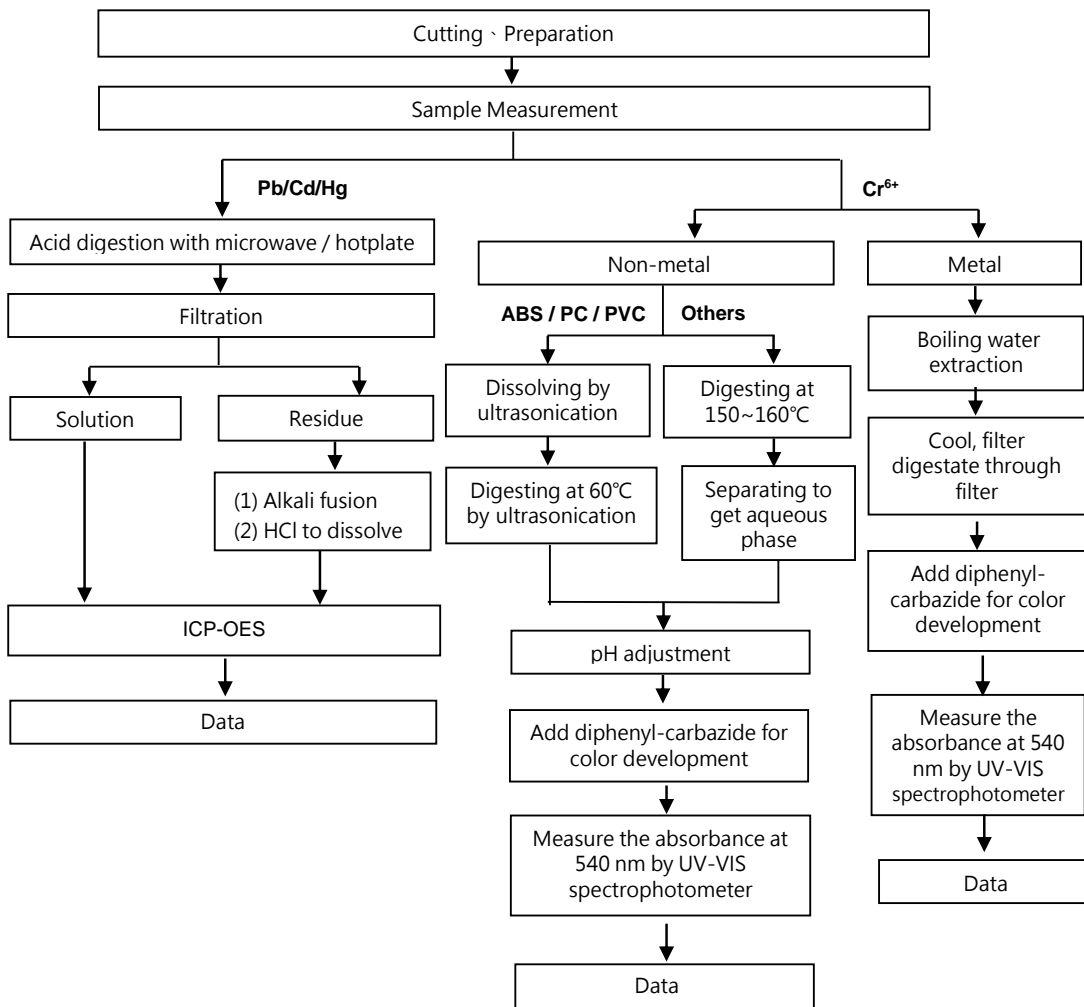 Cutting、Preparation
Sample Measurement
Pb/Cd/Hg
Cr⁶⁺
Acid digestion with microwave / hotplate
Non-metal
Metal
Filtration
ABS / PC / PVC
Others
Boiling water
extraction
Solution
Residue
Dissolving by
ultrasonication
Digesting at
150~160℃
Cool, filter
digestate through
filter
(1) Alkali fusion
(2) HCl to dissolve
Digesting at 60℃
by ultrasonication
Separating to
get aqueous
phase
Add diphenyl-
carbazide for color
development
ICP-OES
pH adjustment
Data
Add diphenyl-carbazide for
color development
Measure the
absorbance at 540
nm by UV-VIS
spectrophotometer
Measure the absorbance at
540 nm by UV-VIS
spectrophotometer
Data
Data